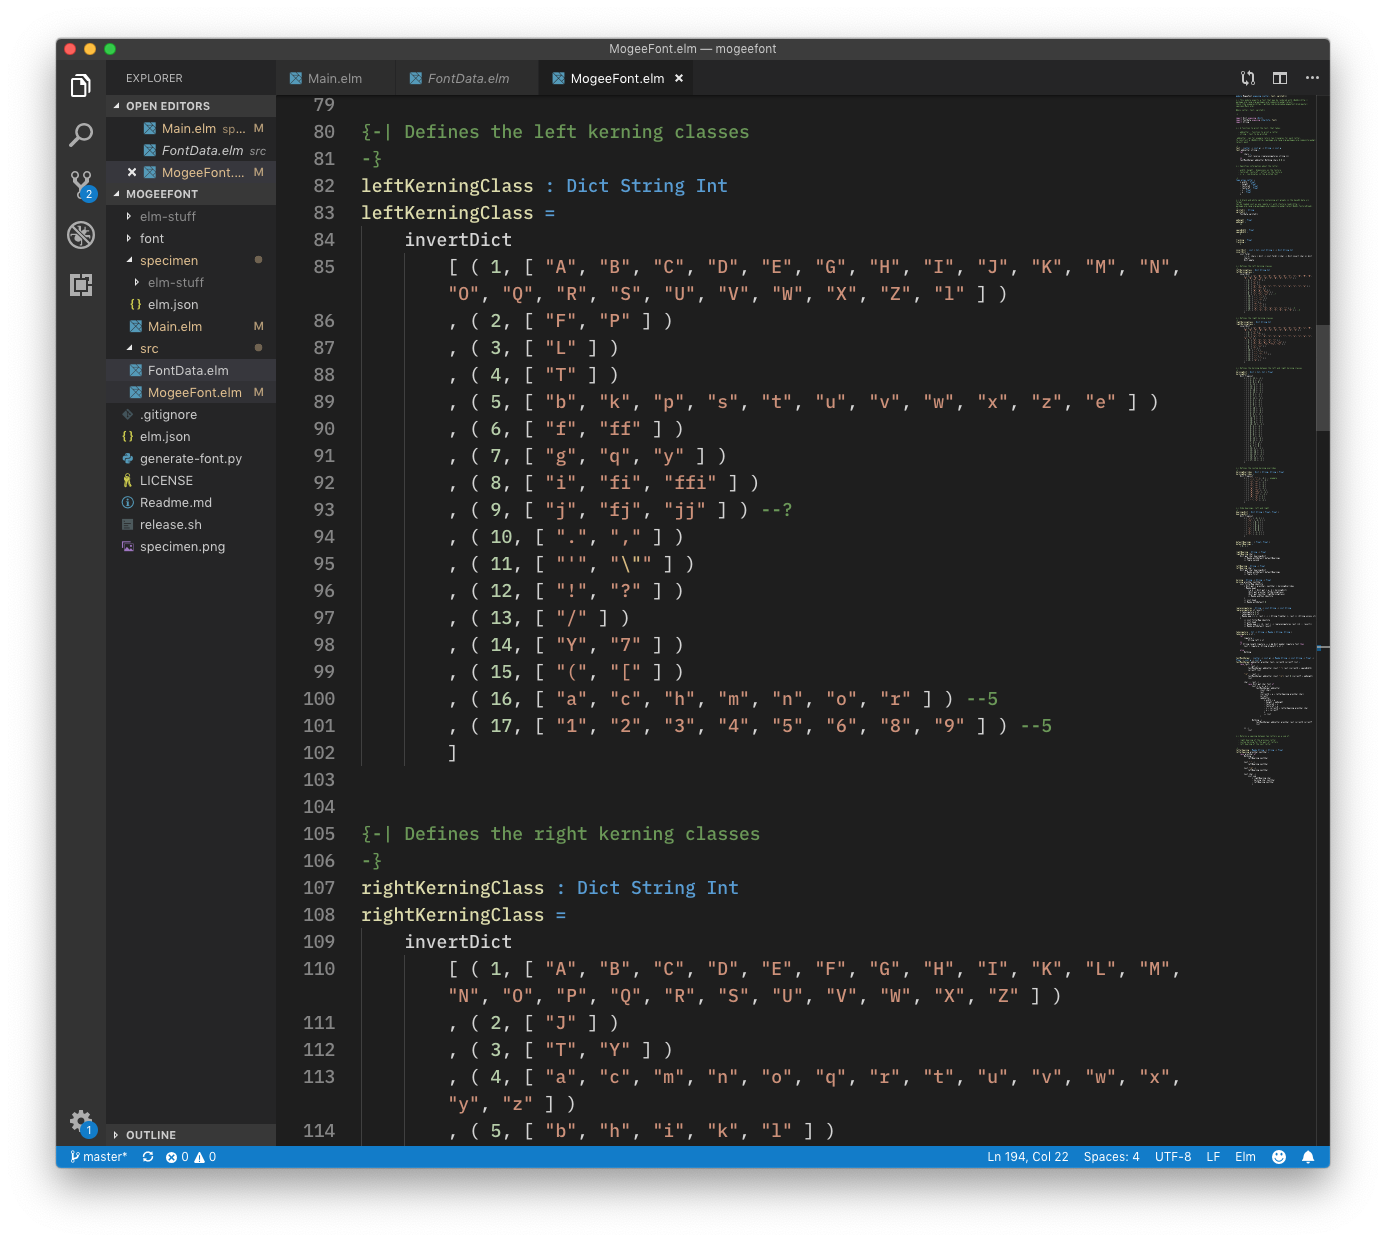 MogeeFont.elm — mogeefont
EXPLORER
OPEN EDITORS
Main.elm sp... M
FontData.elm src
MogeeFont.... M
MOGEEFONT
elm-stuff
font
specimen
elm-stuff
elm.json
Main.elm M
src
FontData.elm
MogeeFont.elm M
.gitignore
elm.json
generate-font.py
LICENSE
Readme.md
release.sh
specimen.png
OUTLINE
2
1
Main.elm FontData.elm MogeeFont.elm
79
80 {-| Defines the left kerning classes
81 -}
82 leftKerningClass : Dict String Int
83 leftKerningClass =
84 invertDict
85 [ ( 1, [ "A", "B", "C", "D", "E", "G", "H", "I", "J", "K", "M", "N",
"O", "Q", "R", "S", "U", "V", "W", "X", "Z", "l" ] )
86 , ( 2, [ "F", "P" ] )
87 , ( 3, [ "L" ] )
88 , ( 4, [ "T" ] )
89 , ( 5, [ "b", "k", "p", "s", "t", "u", "v", "w", "x", "z", "e" ] )
90 , ( 6, [ "f", "ff" ] )
91 , ( 7, [ "g", "q", "y" ] )
92 , ( 8, [ "i", "fi", "ffi" ] )
93 , ( 9, [ "j", "fj", "jj" ] ) --?
94 , ( 10, [ ".", "," ] )
95 , ( 11, [ "'", "\"" ] )
96 , ( 12, [ "!", "?" ] )
97 , ( 13, [ "/" ] )
98 , ( 14, [ "Y", "7" ] )
99 , ( 15, [ "(", "[" ] )
100 , ( 16, [ "a", "c", "h", "m", "n", "o", "r" ] ) --5
101 , ( 17, [ "1", "2", "3", "4", "5", "6", "8", "9" ] ) --5
102 ]
103
104
105 {-| Defines the right kerning classes
106 -}
107 rightKerningClass : Dict String Int
108 rightKerningClass =
109 invertDict
110 [ ( 1, [ "A", "B", "C", "D", "E", "F", "G", "H", "I", "K", "L", "M",
"N", "O", "P", "Q", "R", "S", "U", "V", "W", "X", "Z" ] )
111 , ( 2, [ "J" ] )
112 , ( 3, [ "T", "Y" ] )
113 , ( 4, [ "a", "c", "m", "n", "o", "q", "r", "t", "u", "v", "w", "x",
"y", "z" ] )
114 , ( 5, [ "b", "h", "i", "k", "l" ] )
master* 0 0 Ln 194, Col 22 Spaces: 4 UTF-8 LF Elm